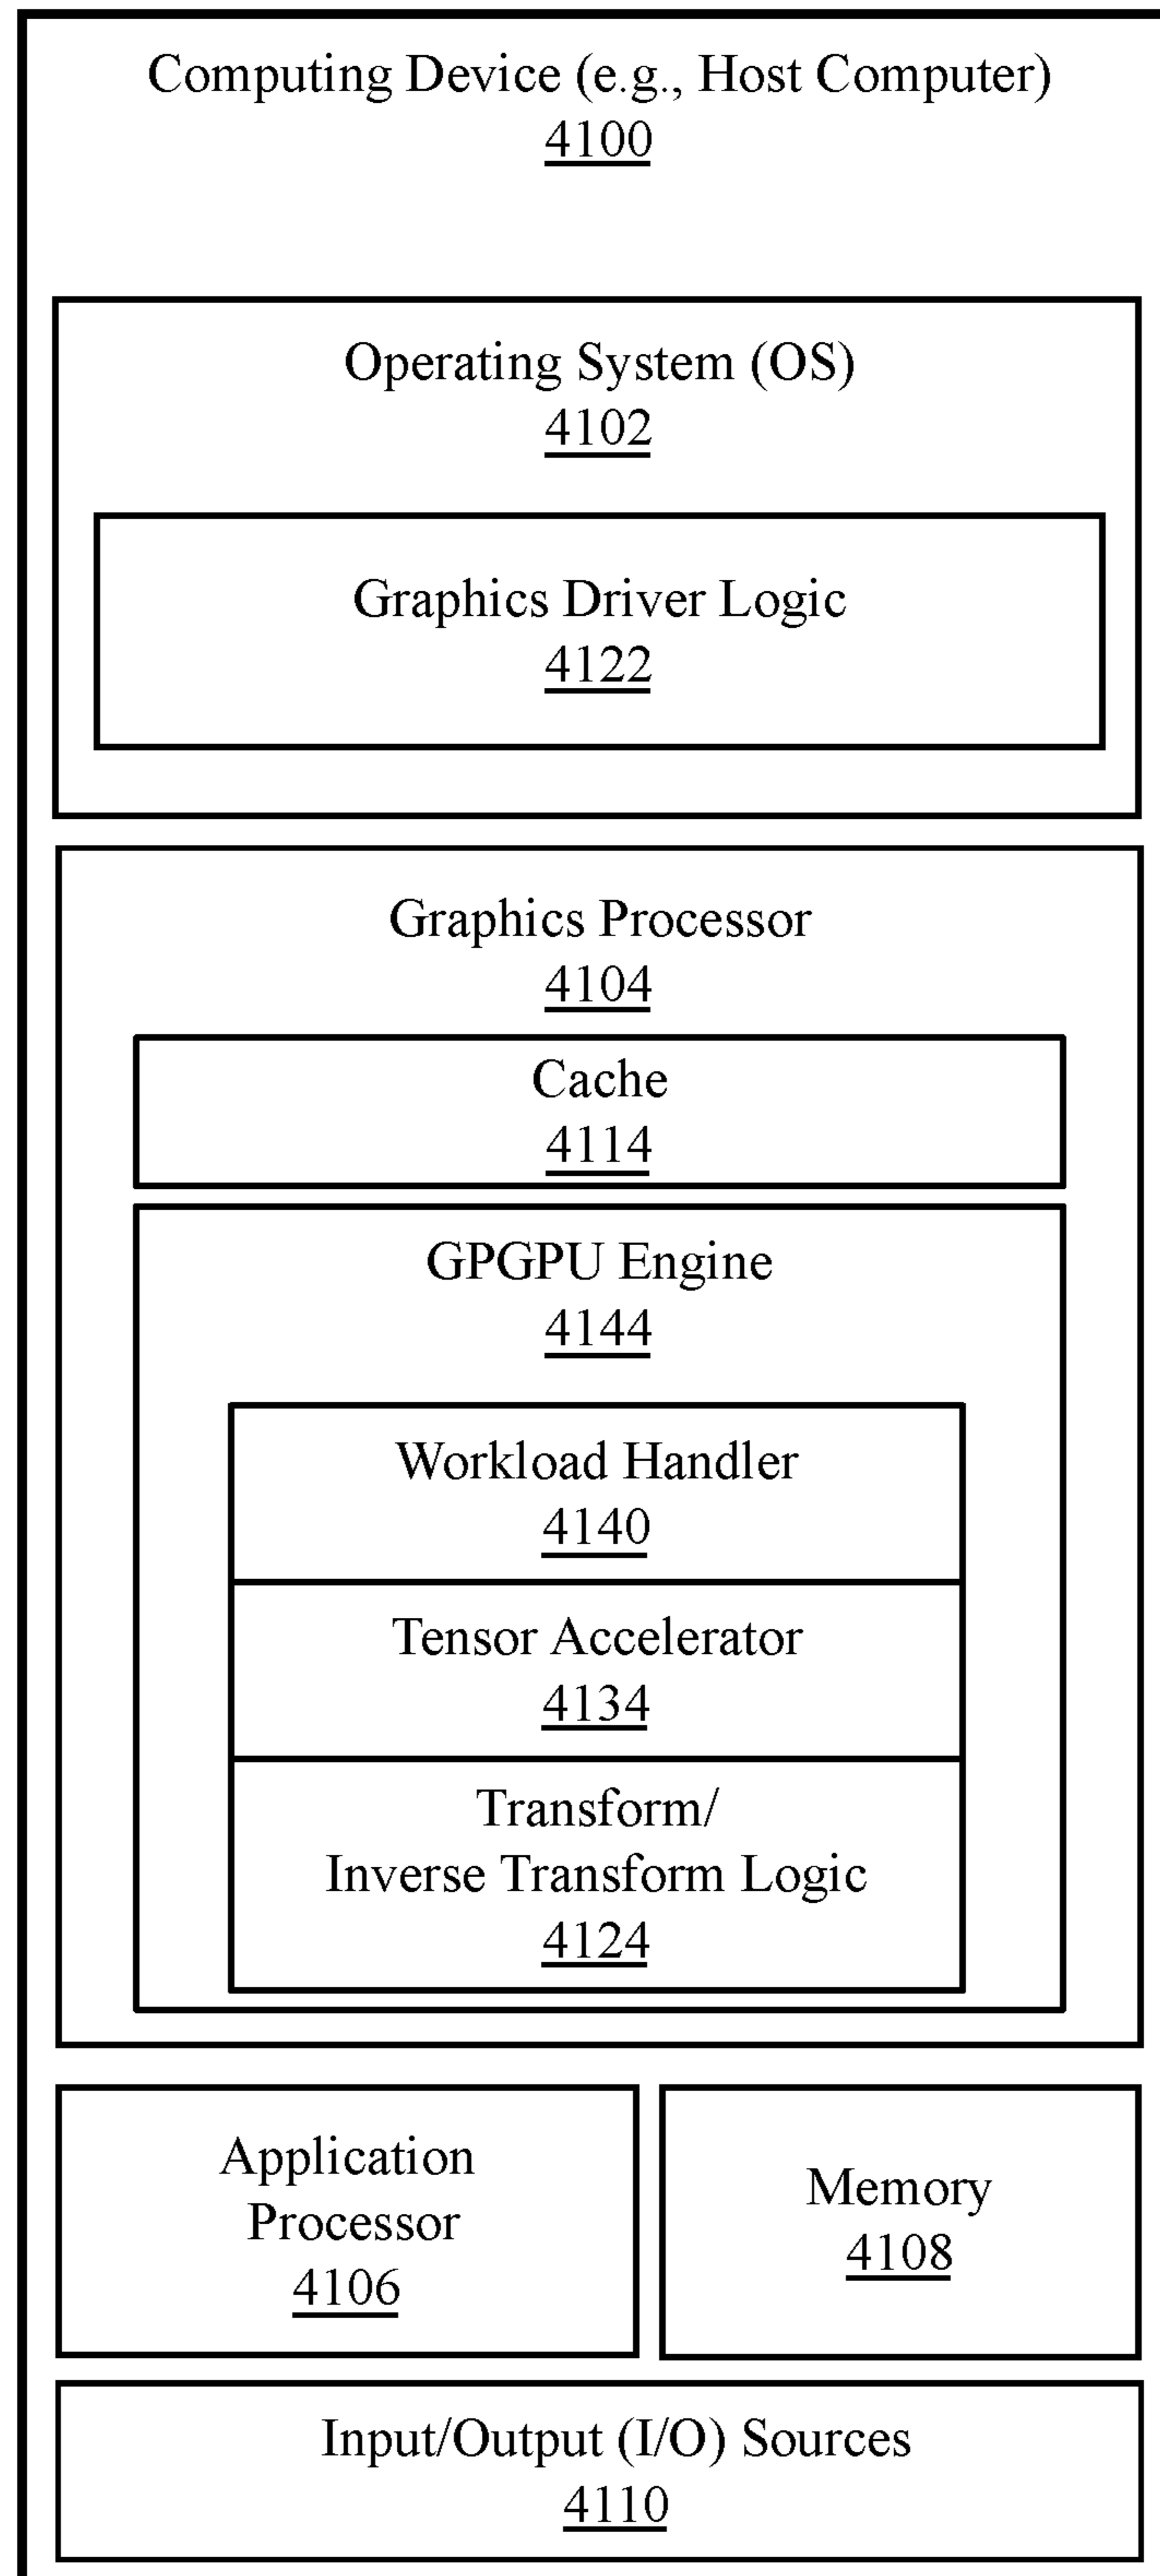 Computing Device (e.g., Host Computer)
4100
Operating System (OS)
4102
Graphics Driver Logic
4122
Graphics Processor
4104
Cache
4114
GPGPU Engine
4144
Workload Handler
4140
Tensor Accelerator
4134
Transform/
Inverse Transform Logic
4124
Application
Processor
4106
Memory
4108
Input/Output (I/O) Sources
4110